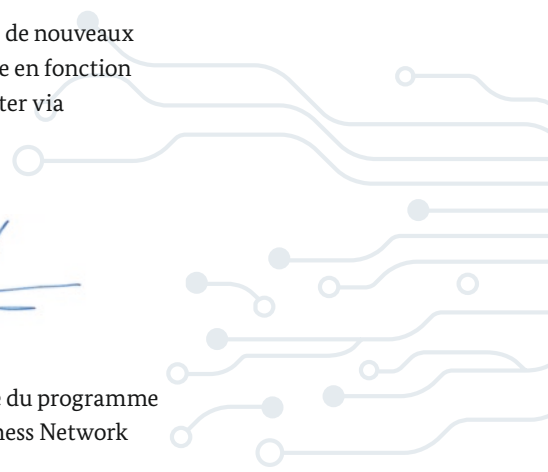 de nouveaux
e en fonction
ter via
du programme
ness Network